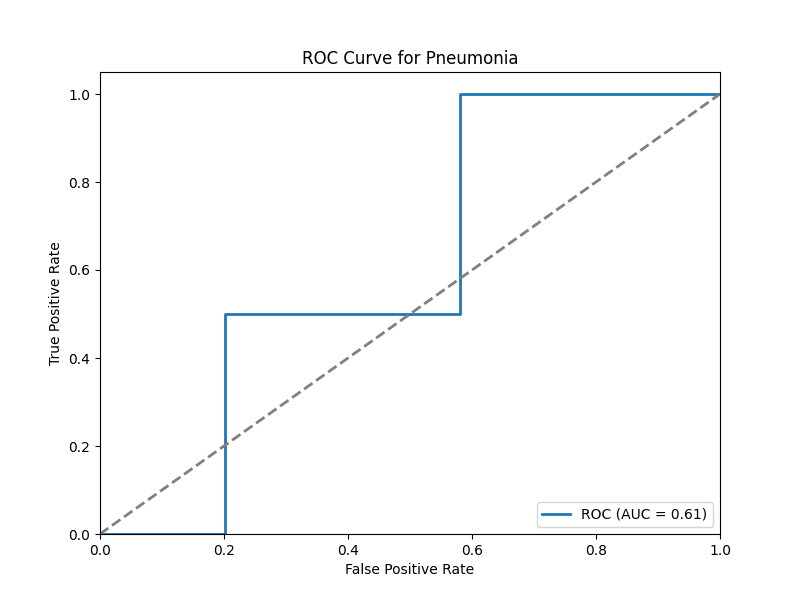 ROC Curve for Pneumonia
True Positive Rate
1.0
0.8
0.6
0.4
0.2
0.0
ROC (AUC = 0.61)
0.0 0.2 0.4 0.6 0.8 1.0
False Positive Rate